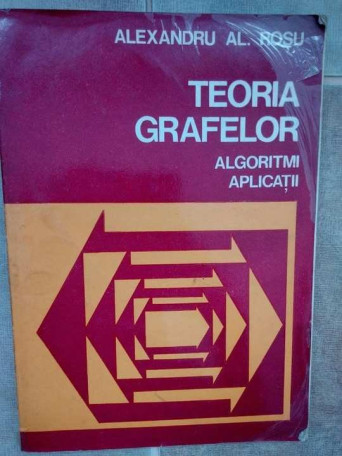 ALEXANDRU AL. ROȘU
TEORIA
GRAFELOR
ALGORITMI
APLICAȚII